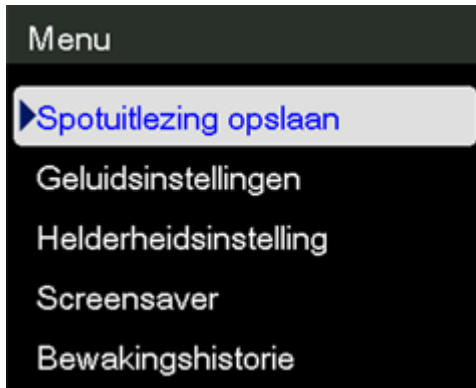 Menu
Spotuitlezing opslaan
Geluidsinstellingen
Helderheidsinstelling
Screensaver
Bewakingshistorie